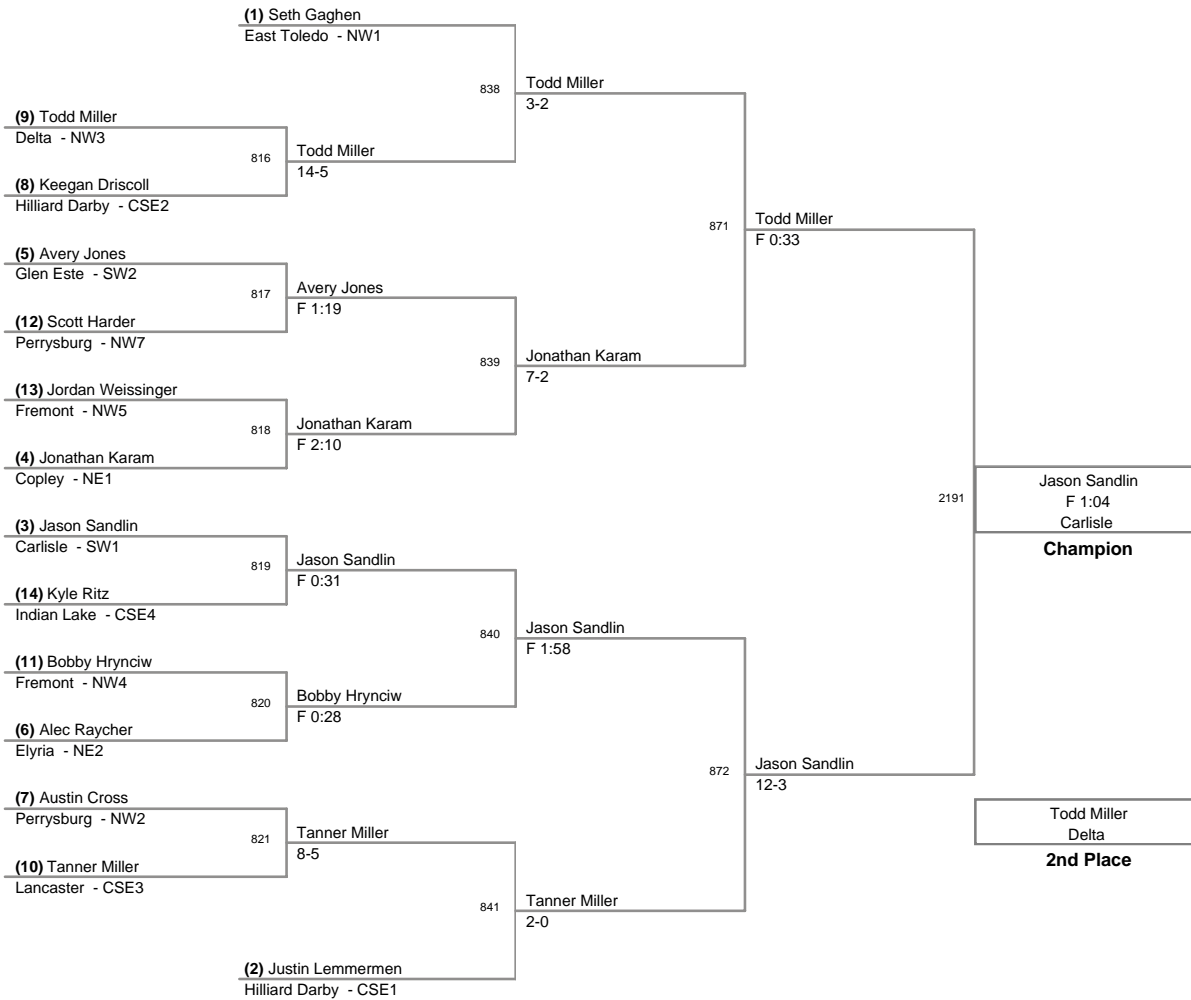 (1) Seth Gaghen
East Toledo - NW1
838
Todd Miller
3-2
(9) Todd Miller
Delta - NW3
816
Todd Miller
14-5
(8) Keegan Driscoll
Hilliard Darby - CSE2
871
Todd Miller
F 0:33
(5) Avery Jones
Glen Este - SW2
817
Avery Jones
F 1:19
(12) Scott Harder
Perrysburg - NW7
839
Jonathan Karam
7-2
(13) Jordan Weissinger
Fremont - NW5
818
Jonathan Karam
F 2:10
(4) Jonathan Karam
Copley - NE1
2191
Jason Sandlin
F 1:04
Carlisle
Champion
(3) Jason Sandlin
Carlisle - SW1
819
Jason Sandlin
F 0:31
(14) Kyle Ritz
Indian Lake - CSE4
840
Jason Sandlin
F 1:58
(11) Bobby Hrynciw
Fremont - NW4
820
Bobby Hrynciw
F 0:28
(6) Alec Raycher
Elyria - NE2
872
Jason Sandlin
12-3
(7) Austin Cross
Perrysburg - NW2
821
Tanner Miller
8-5
(10) Tanner Miller
Lancaster - CSE3
841
Tanner Miller
2-0
(2) Justin Lemmermen
Hilliard Darby - CSE1
Todd Miller
Delta
2nd Place